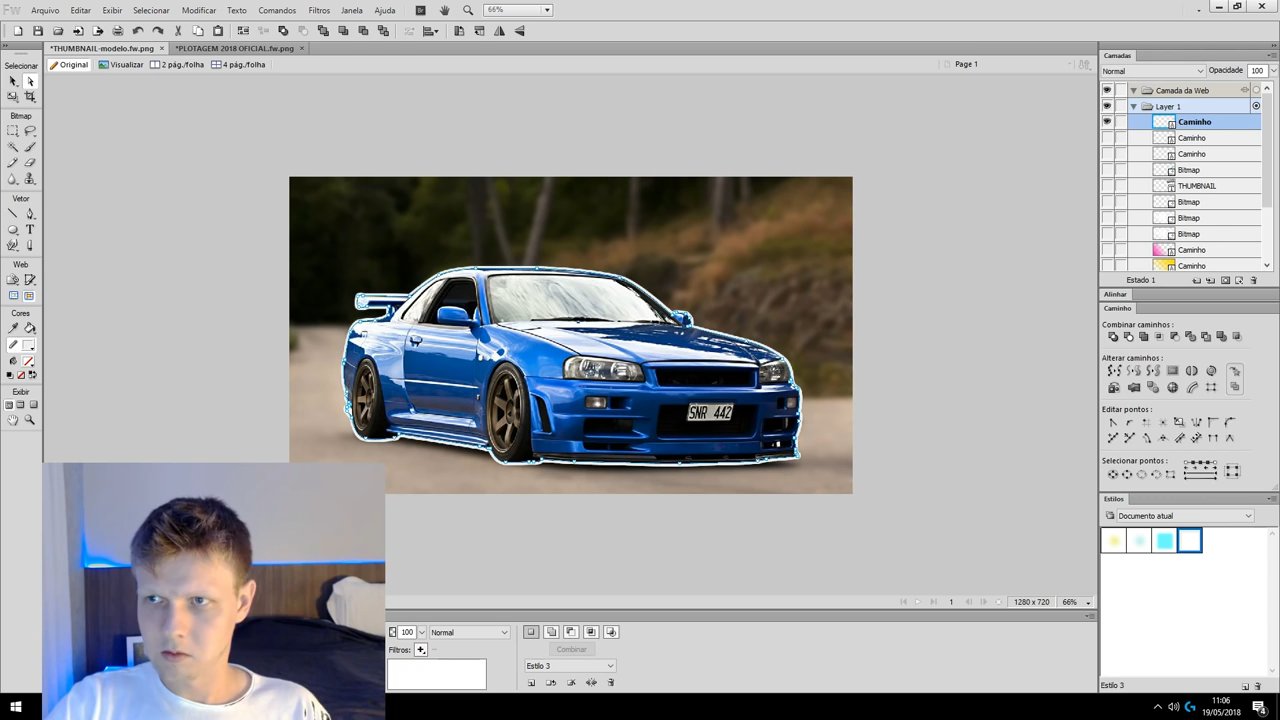 Fw Arquivo Editar Exibir Selecionar Modificar Texto Comandos Filtros Janela Ajuda Br 66%
*THUMBNAIL-modelo.fw.png × *PLOTAGEM 2018 OFICIAL.fw.png ×
Original Visualizar 2 pág./folha 4 pág./folha Page 1
Selecionar
Bitmap
Vetor
Web
Cores
Exibir
SNR 442
1 1280 x 720 66%
100 Normal
Filtros:
Combinar
Estilo 3
Camadas
Normal Opacidade 100
Camada da Web
Layer 1
Caminho
Caminho
Caminho
Bitmap
THUMBNAIL
Bitmap
Bitmap
Bitmap
Caminho
Caminho
Estado 1
Alinhar
Caminho
Combinar caminhos:
Alterar caminhos:
Editar pontos:
Selecionar pontos:
Estilos
Documento atual
Estilo 3
11:06
19/05/2018
4